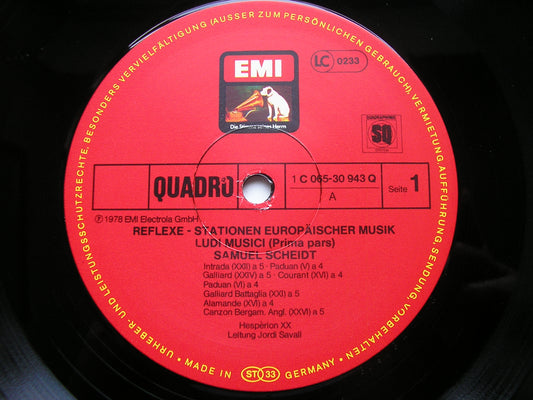 URHEBER- UND LEISTUNGSSCHUTZRECHTE, BESONDERS VERVIELFÄLTIGUNG (AUSSER ZUM PERSÖNLICHEN GEBRAUCH), VERMIETUNG, AUFFÜHRUNG, SENDUNG, VORBEHALTEN
EMI
Die Stimme seines Herrn
LC 0233
QUADRAPHONIC
SQ
QUADRO
1 C 065-30 943 Q
A
Seite 1
℗ 1978 EMI Electrola GmbH
REFLEXE - STATIONEN EUROPÄISCHER MUSIK
LUDI MUSICI (Prima pars)
SAMUEL SCHEIDT
Intrada (XXII) a 5 · Paduan (V) a 4
Galliard (XXIV) a 5 · Courant (XVI) a 4
Paduan (VI) a 4
Galliard Battaglia (XXI) a 5
Alamande (XVI) a 4
Canzon Bergam. Angl. (XXVI) a 5
Hespèrion XX
Leitung Jordi Savall
• MADE IN ST 33 GERMANY •